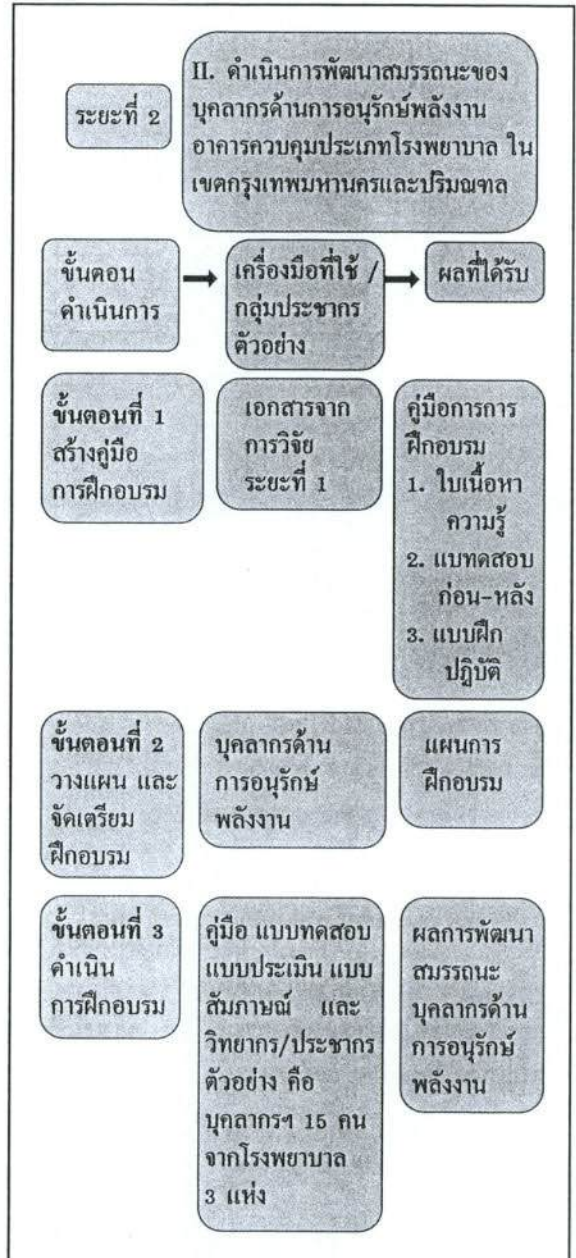 ระยะที่ 2
II. ดำเนินการพัฒนาสมรรถนะของ
บุคลากรด้านการอนุรักษ์พลังงาน
อาคารควบคุมประเภทโรงพยาบาล ใน
เขตกรุงเทพมหานครและปริมณฑล
ขั้นตอน
ดำเนินการ
เครื่องมือที่ใช้ /
กลุ่มประชากร
ตัวอย่าง
ผลที่ได้รับ
ขั้นตอนที่ 1
สร้างคู่มือ
การฝึกอบรม
เอกสารจาก
การวิจัย
ระยะที่ 1
คู่มือการการ
ฝึกอบรม
1. ใบเนื้อหา
ความรู้
2. แบทดสอบ
ก่อน-หลัง
3. แบบฝึก
ปฏิบัติ
ขั้นตอนที่ 2
วางแผน และ
จัดเตรียม
ฝึกอบรม
บุคลากรด้าน
การอนุรักษ์
พลังงาน
แผนการ
ฝึกอบรม
ขั้นตอนที่ 3
ดำเนิน
การฝึกอบรม
คู่มือ แบบทดสอบ
แบบประเมิน แบบ
สัมภาษณ์ และ
วิทยากร/ประชากร
ตัวอย่าง คือ
บุคลากรฯ 15 คน
จากโรงพยาบาล
3 แห่ง
ผลการพัฒนา
สมรรถนะ
บุคลากรด้าน
การอนุรักษ์
พลังงาน